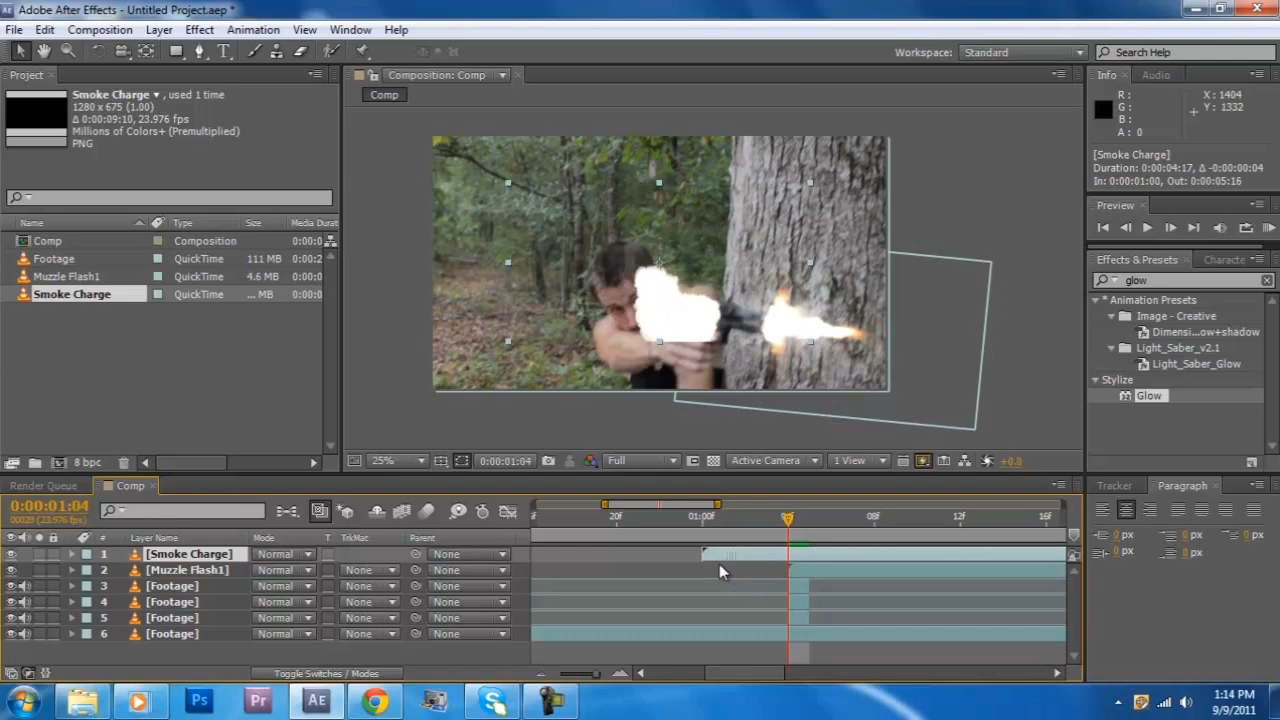 Adobe After Effects - Untitled Project.aep *
File Edit Composition Layer Effect Animation View Window Help
Workspace: Standard Search Help
Project
Smoke Charge ▾ , used 1 time
1280 x 675 (1.00)
Δ 0:00:09:10, 23.976 fps
Millions of Colors+ (Premultiplied)
PNG
Name Type Size Media Durat
Comp Composition 0:00:0
Footage QuickTime 111 MB 0:00:2
Muzzle Flash1 QuickTime 4.6 MB 0:00:0
Smoke Charge QuickTime ... MB 0:00:0
8 bpc
Composition: Comp
Comp
25% 0:00:01:04 Full Active Camera 1 View +0.0
Info Audio
R : X : 1404
G : Y : 1332
B :
A : 0
[Smoke Charge]
Duration: 0:00:04:17, Δ -0:00:00:04
In: 0:00:01:00, Out: 0:00:05:16
Preview
Effects & Presets Characte
glow
* Animation Presets
Image - Creative
Dimensi...ow+shadow
Light_Saber_v2.1
Light_Saber_Glow
Stylize
Glow
Render Queue Comp
0:00:01:04
00028 (23.976 fps)
20f 01:00f 08f 12f 16f
# Layer Name Mode T TrkMat Parent
1 [Smoke Charge] Normal None
2 [Muzzle Flash1] Normal None None
3 [Footage] Normal None None
4 [Footage] Normal None None
5 [Footage] Normal None None
6 [Footage] Normal None None
Toggle Switches / Modes
Tracker Paragraph
0 px 0 px 0 px
0 px 0 px
Ps Pr AE
1:14 PM
9/9/2011